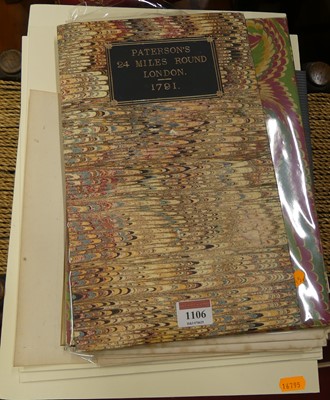 PATERSON'S
24 MILES ROUND
LONDON.
1791.
1106